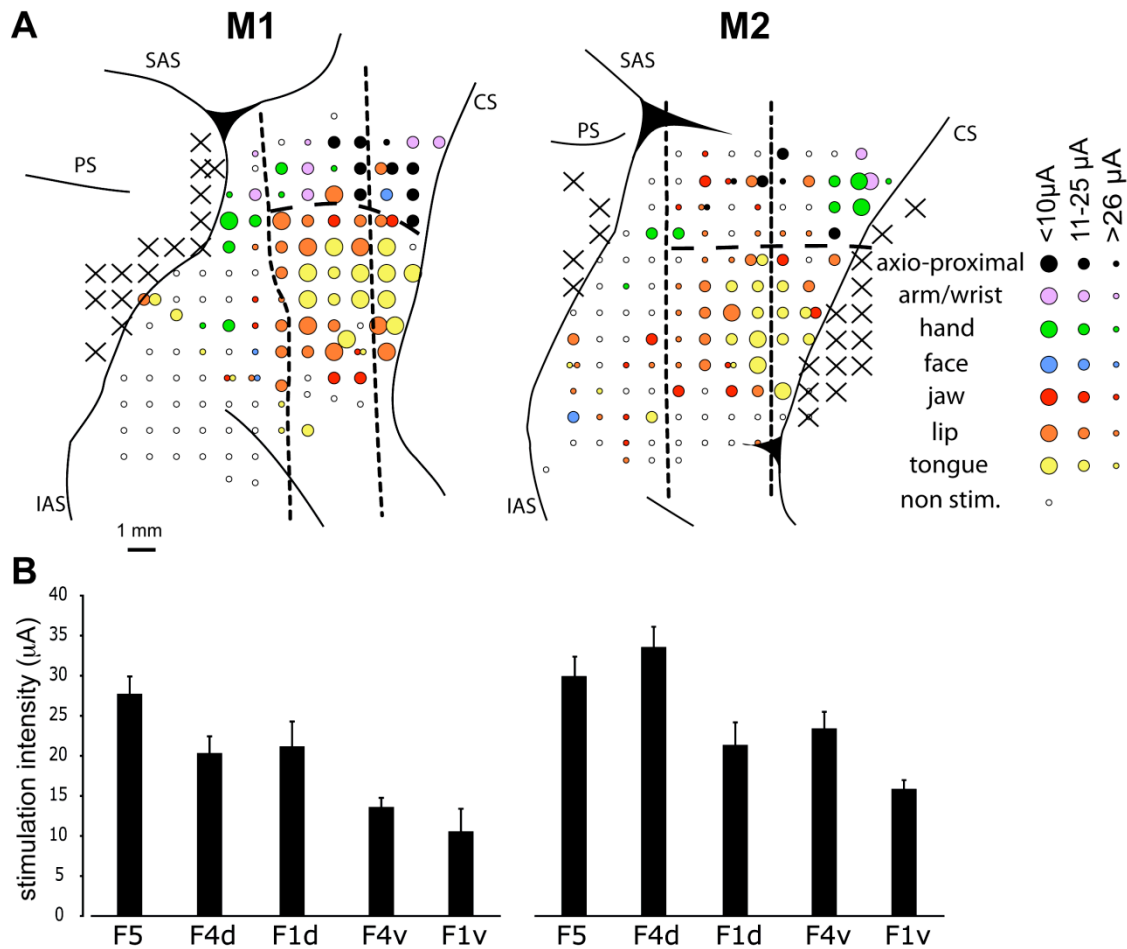 A
M1
M2
SAS
PS
CS
IAS
1 mm
SAS
PS
CS
IAS
<10µA
11-25 µA
>26 µA
axio-proximal
arm/wrist
hand
face
jaw
lip
tongue
non stim.
B
stimulation intensity (µA)
40
35
30
25
20
15
10
5
0
F5 F4d F1d F4v F1v
F5 F4d F1d F4v F1v